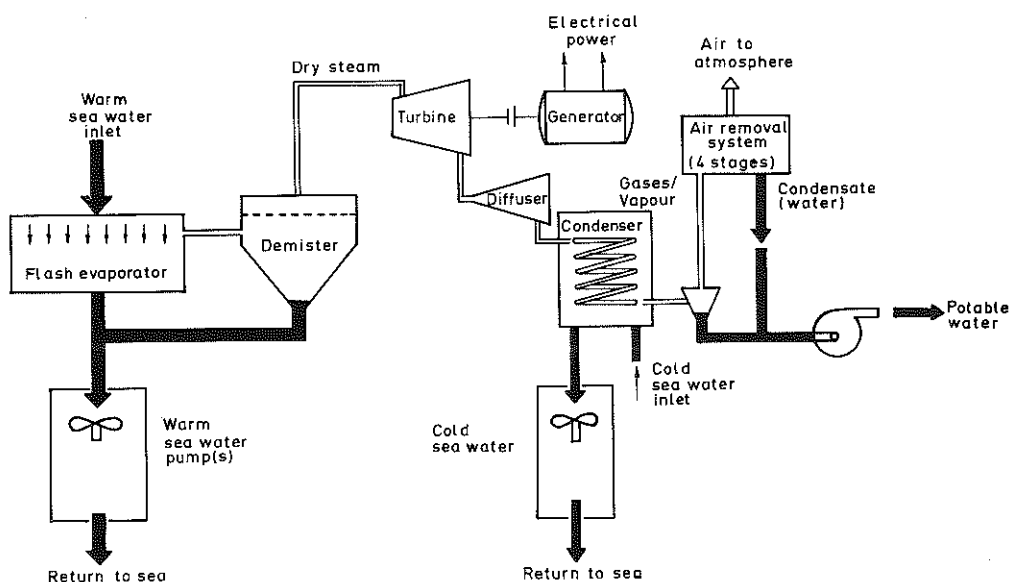 Electrical
power
Air to
atmosphere
Dry steam
Warm
sea water
inlet
Turbine
Generator
Air removal
system
(4 stages)
Gases/
Vapour
Condensate
(water)
Diffuser
Condenser
Demister
Flash evaporator
Potable
water
Cold
sea water
inlet
Warm
sea water
pump(s)
Cold
sea water
Return to sea
Return to sea